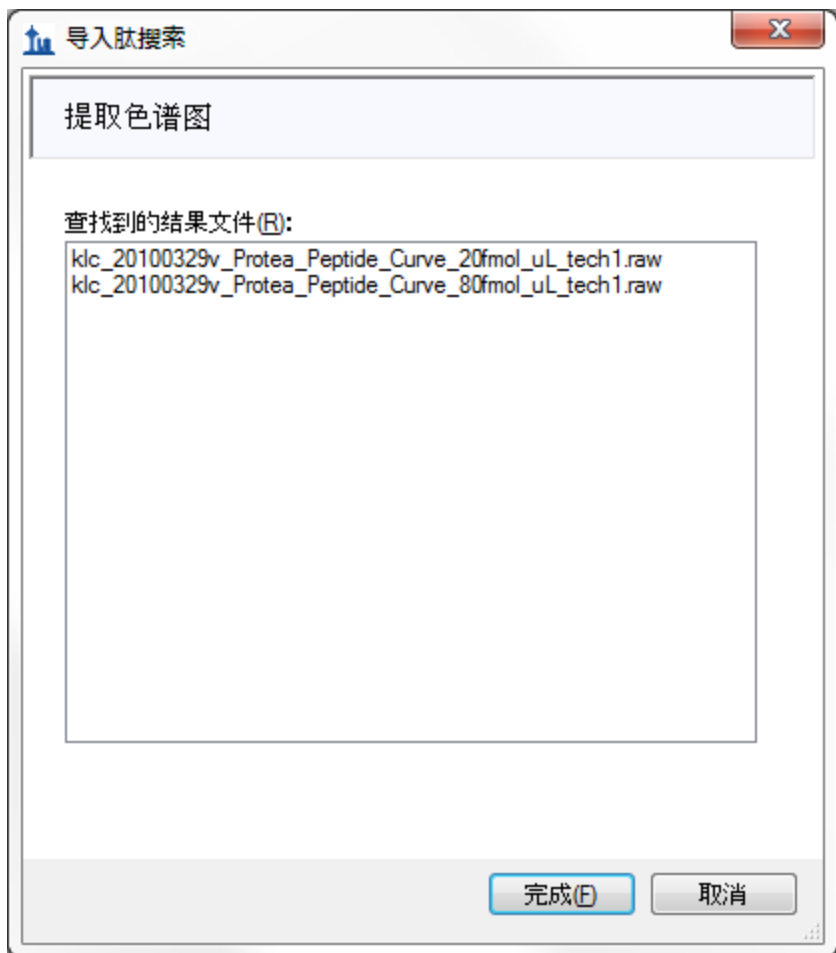 导入肽搜索
提取色谱图
查找到的结果文件(R):
klc_20100329v_Protea_Peptide_Curve_20fmol_uL_tech1.raw
klc_20100329v_Protea_Peptide_Curve_80fmol_uL_tech1.raw
完成(F)
取消